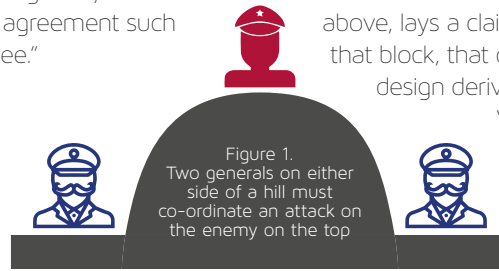 agreement such
ee.”
above, lays a clai
that block, that
design deriv
Figure 1.
Two generals on either
side of a hill must
co-ordinate an attack on
the enemy on the top